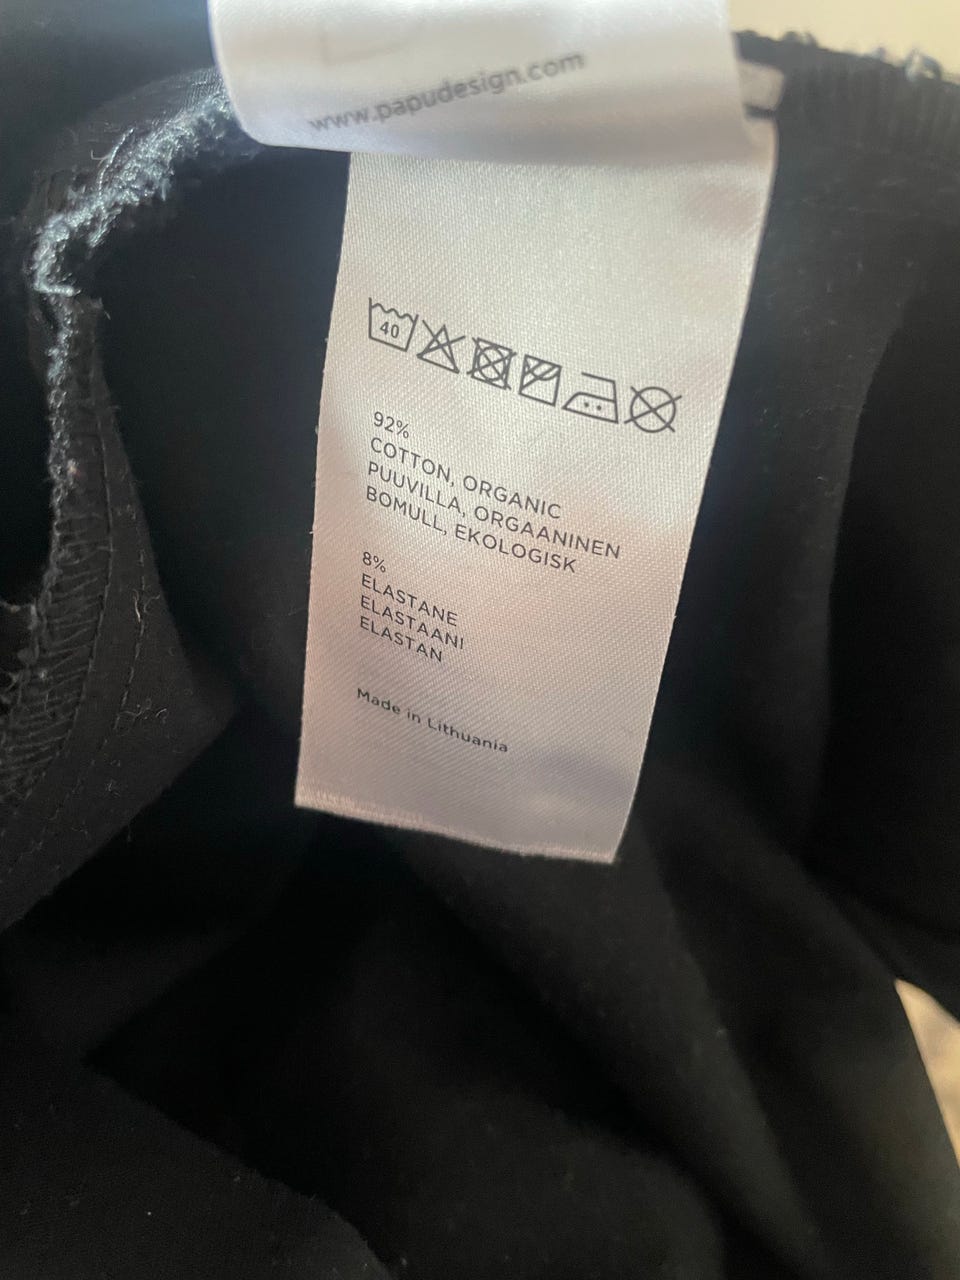 www.papudesign.com
40
92%
COTTON, ORGANIC
PUUVILLA, ORGAANINEN
BOMULL, EKOLOGISK
8%
ELASTANE
ELASTAANI
ELASTAN
Made in Lithuania